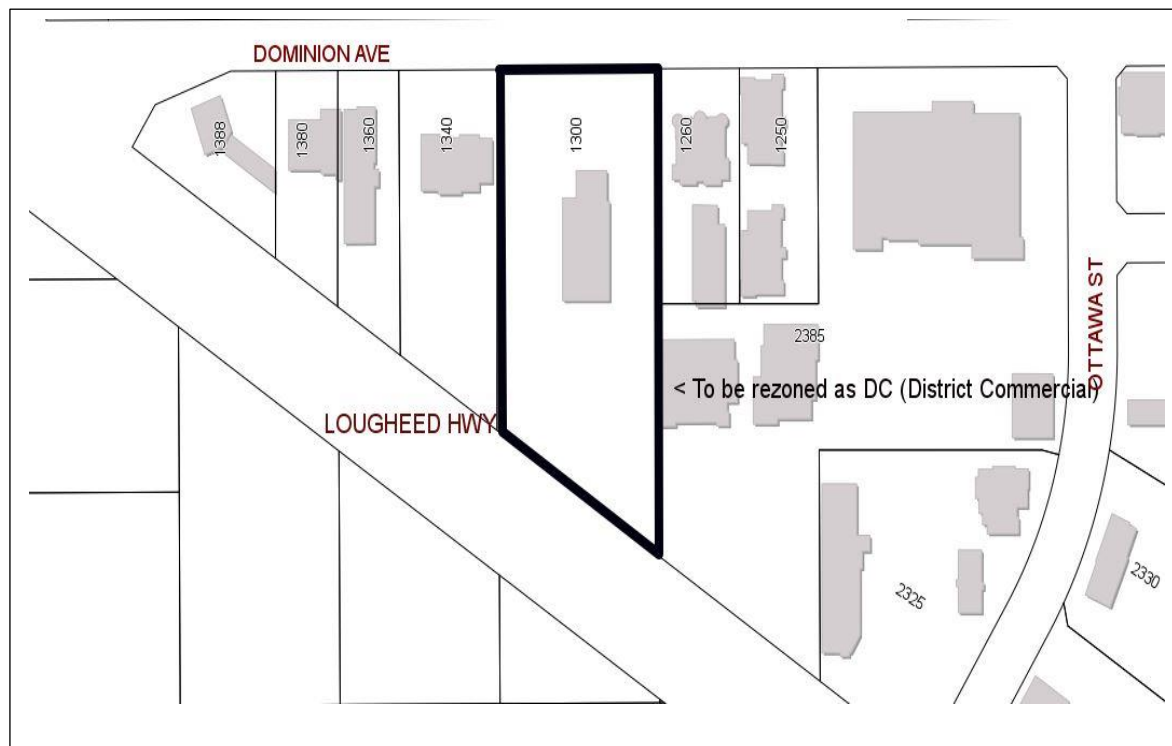 DOMINION AVE
1388
1380
1360
1340
1300
1260
1250
2385
< To be rezoned as DC (District Commercial)
OTTAWA ST
LOUGHEED HWY
2325
2330